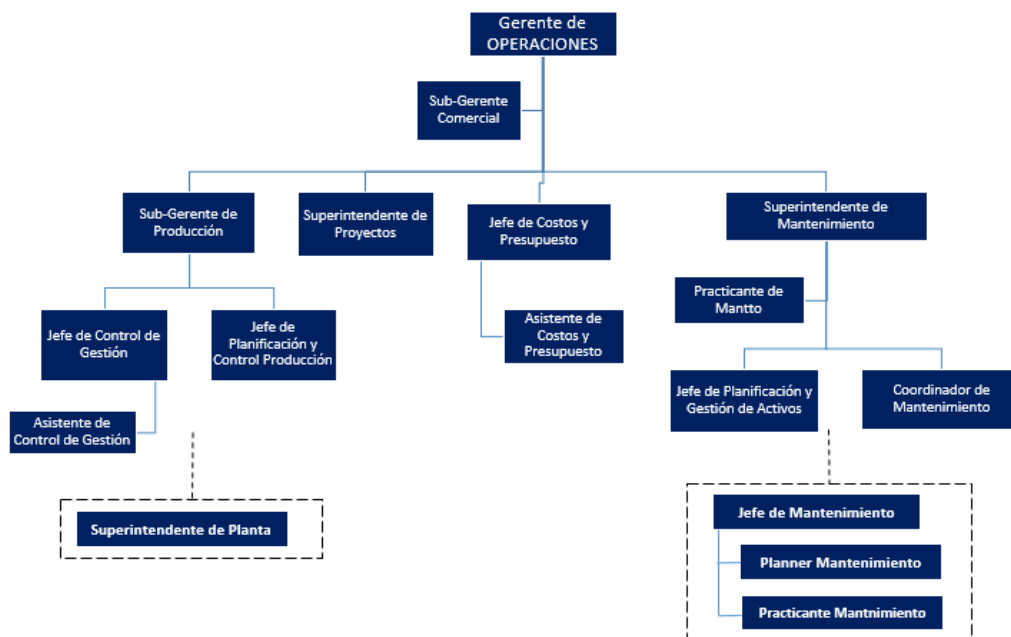 Gerente de
OPERACIONES
Sub-Gerente
Comercial
Sub-Gerente de
Producción
Superintendente de
Proyectos
Jefe de Costos y
Presupuesto
Superintendente de
Mantenimiento
Practicante de
Mantto
Jefe de Control de
Gestión
Jefe de
Planificación y
Control Producción
Asistente de
Costos y
Presupuesto
Jefe de Planificación y
Gestión de Activos
Coordinador de
Mantenimiento
Asistente de
Control de Gestión
Superintendente de Planta
Jefe de Mantenimiento
Planner Mantenimiento
Practicante Mantnimiento